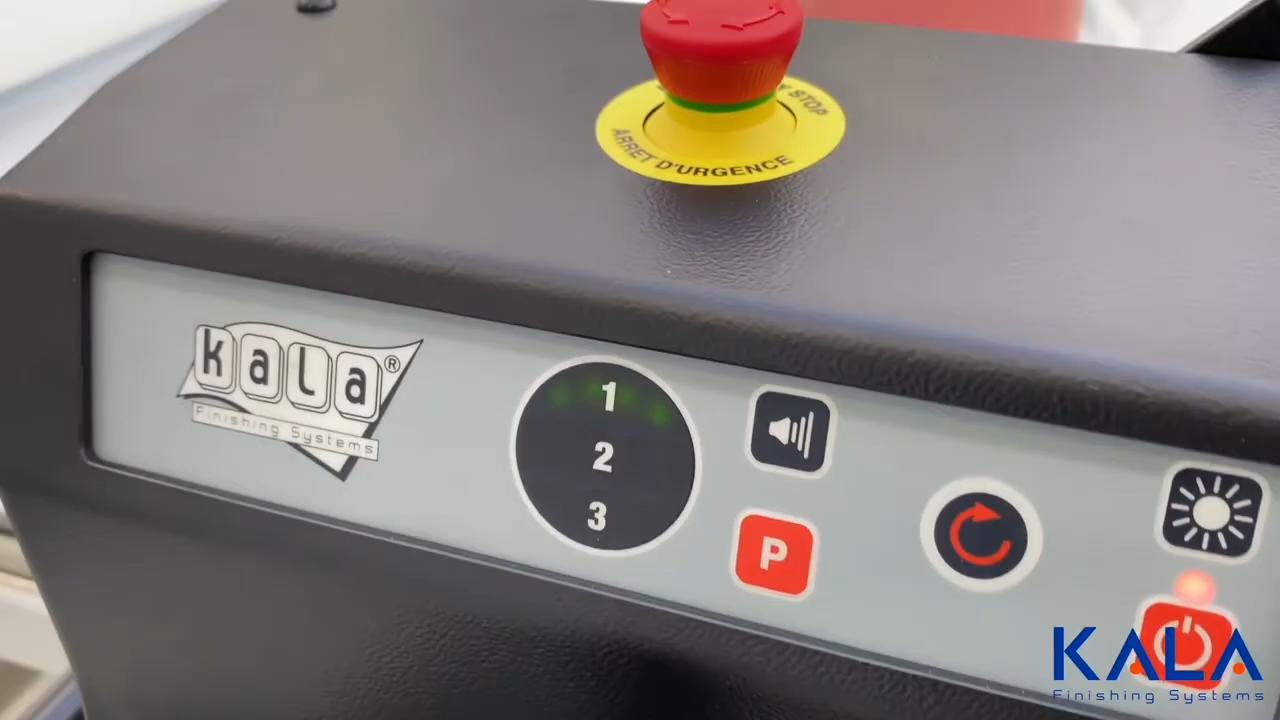 STOP
ARRET D'URGENCE
kala®
Finishing Systems
1
2
3
P
KALA
Finishing Systems